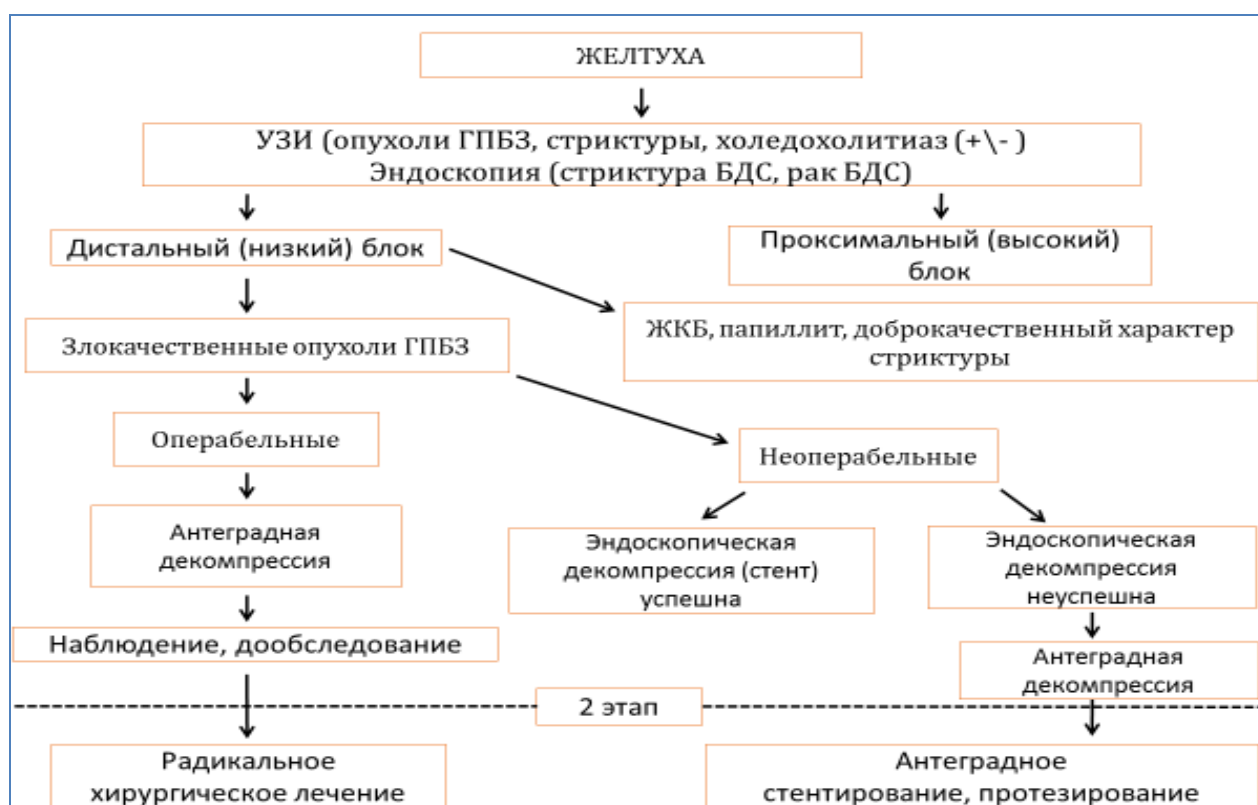 ЖЕЛТУХА
УЗИ (опухоли ГПБЗ, стриктуры, холедохолитиаз (+\- )
Эндоскопия (стриктура БДС, рак БДС)
Дистальный (низкий) блок
Проксимальный (высокий)
блок
Злокачественные опухоли ГПБЗ
ЖКБ, папиллит, доброкачественный характер
стриктуры
Операбельные
Неоперабельные
Антеградная
декомпрессия
Эндоскопическая
декомпрессия (стент)
успешна
Эндоскопическая
декомпрессия
неуспешна
Наблюдение, дообследование
Антеградная
декомпрессия
2 этап
Радикальное
хирургическое лечение
Антеградное
стентирование, протезирование